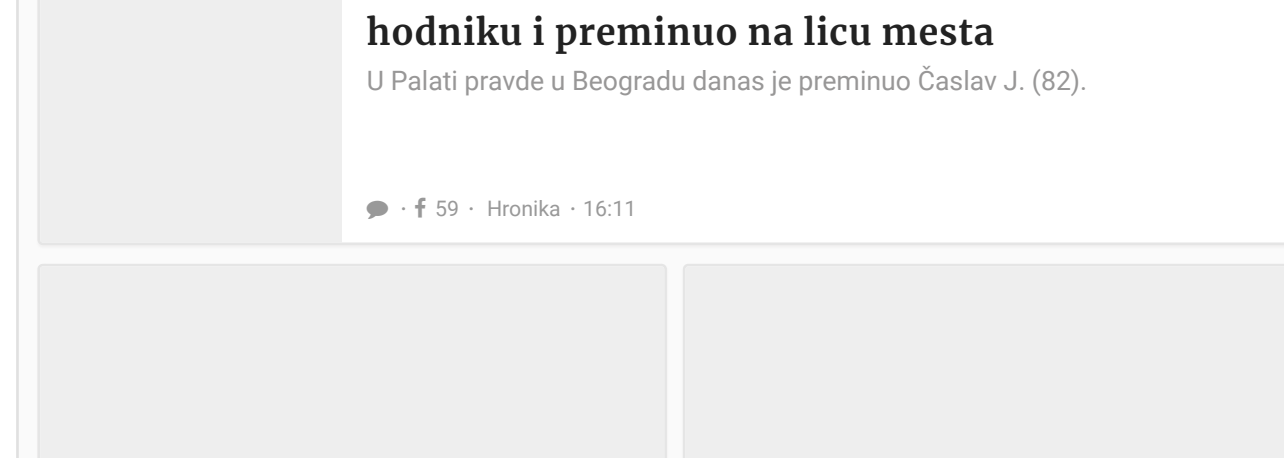 hodniku i preminuo na licu mesta
U Palati pravde u Beogradu danas je preminuo Časlav J. (82).
· f 59 · Hronika · 16:11